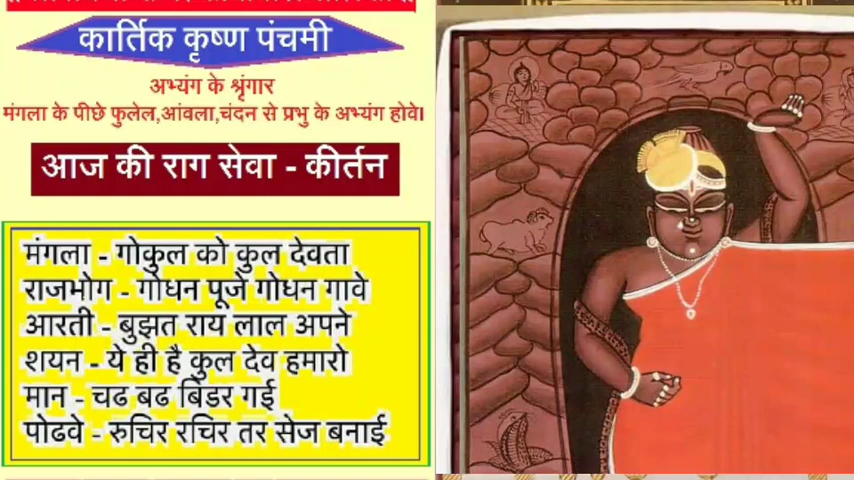 कार्तिक कृष्ण पंचमी
अभ्यंग के श्रृंगार
मंगला के पीछे फुलेल,आंवला,चंदन से प्रभु के अभ्यंग होवे।
आज की राग सेवा - कीर्तन
मंगला - गोकुल को कुल देवता
राजभोग - गोधन पूजै गोधन गावे
आरती - बुझत राय लाल अपने
शयन - ये ही है कुल देव हमारो
मान - चढ बढ बिडर गई
पोढवे - रुचिर रचिर तर सेज बनाई